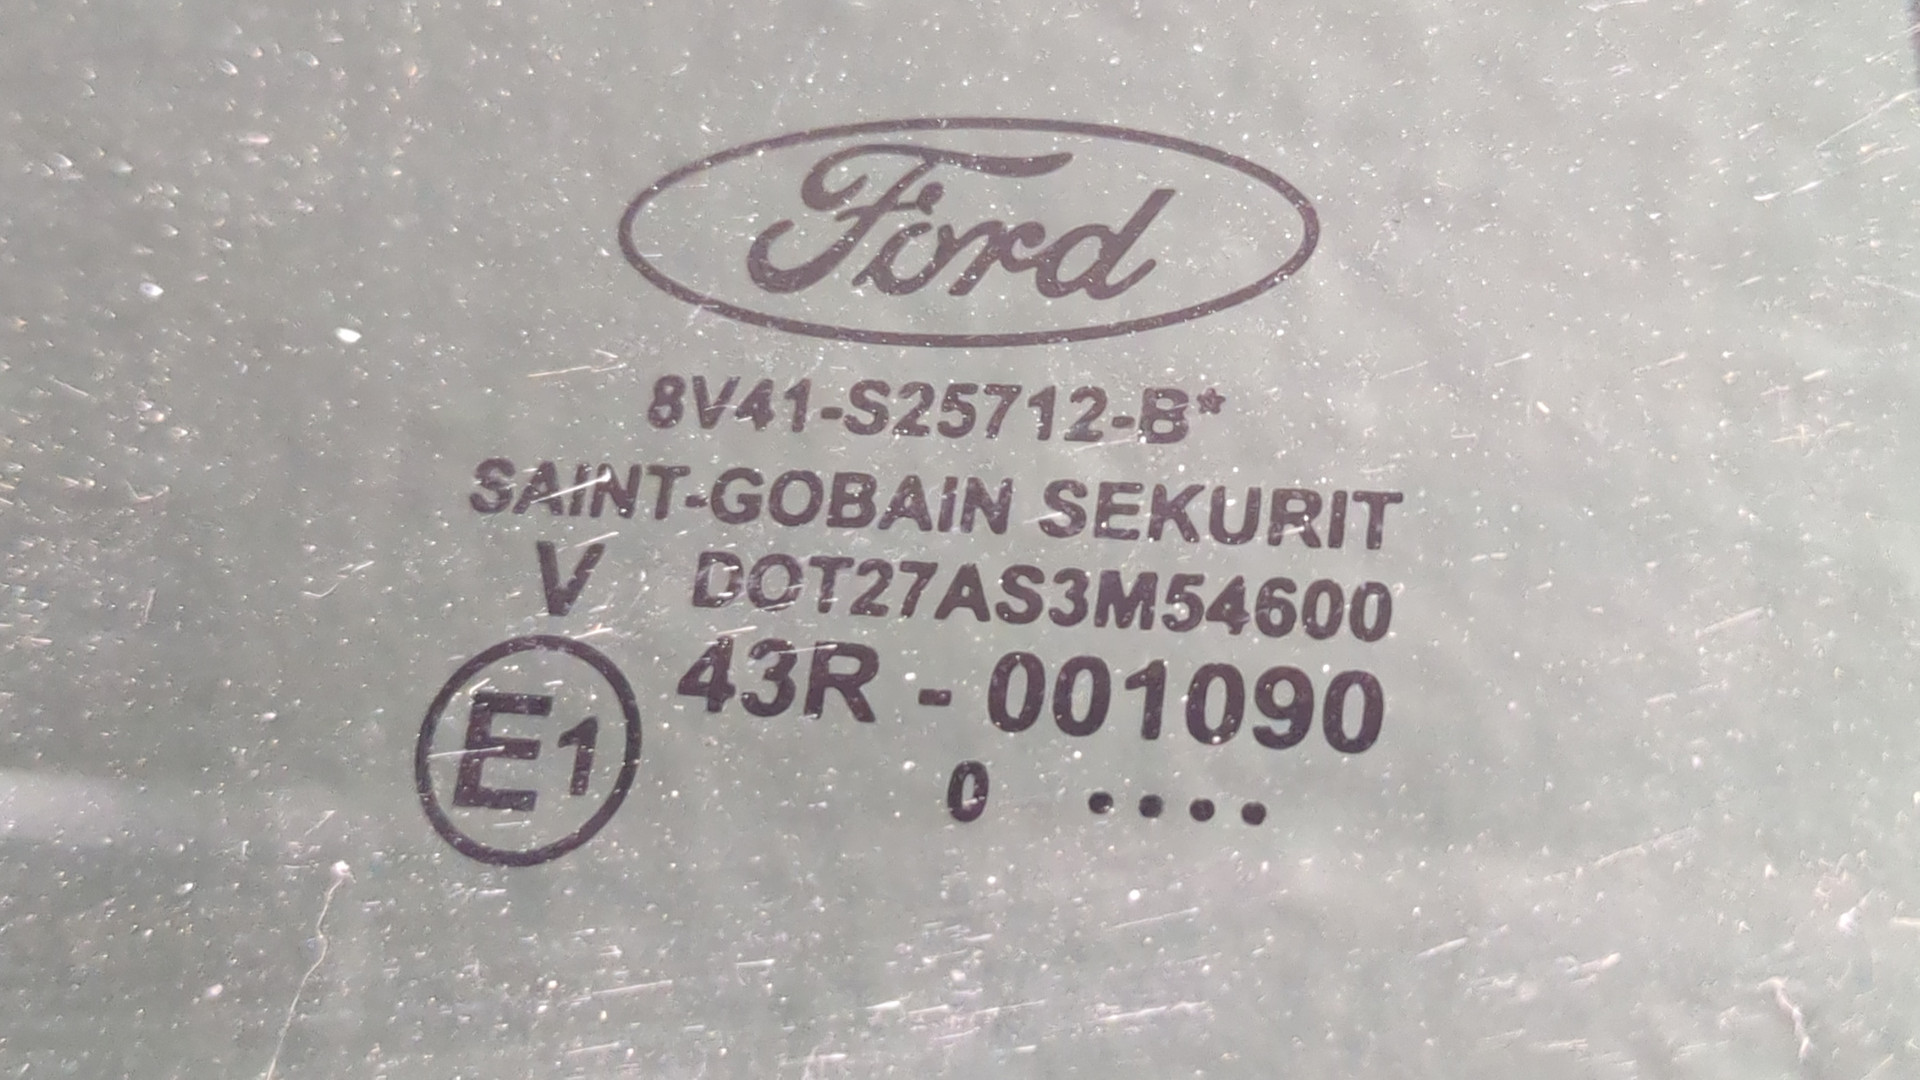 Ford
8V41-S25712-B*
SAINT-GOBAIN SEKURIT
V DOT27AS3M54600
E1 43R - 001090
0 ....